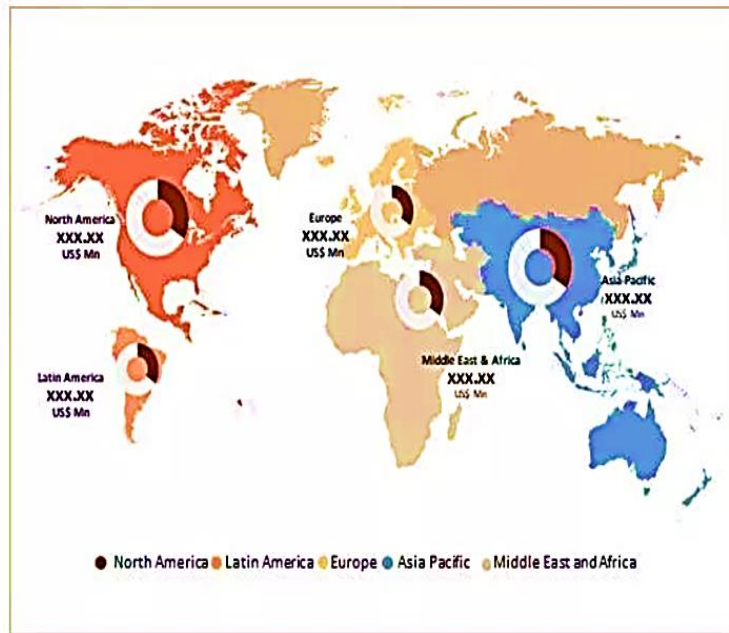 North America
XXX.XX
US$ Mn
Europe
XXX.XX
US$ Mn
Asia Pacific
XXX.XX
US$ Mn
Latin America
XXX.XX
US$ Mn
Middle East & Africa
XXX.XX
US$ Mn
North America Latin America Europe Asia Pacific Middle East and Africa